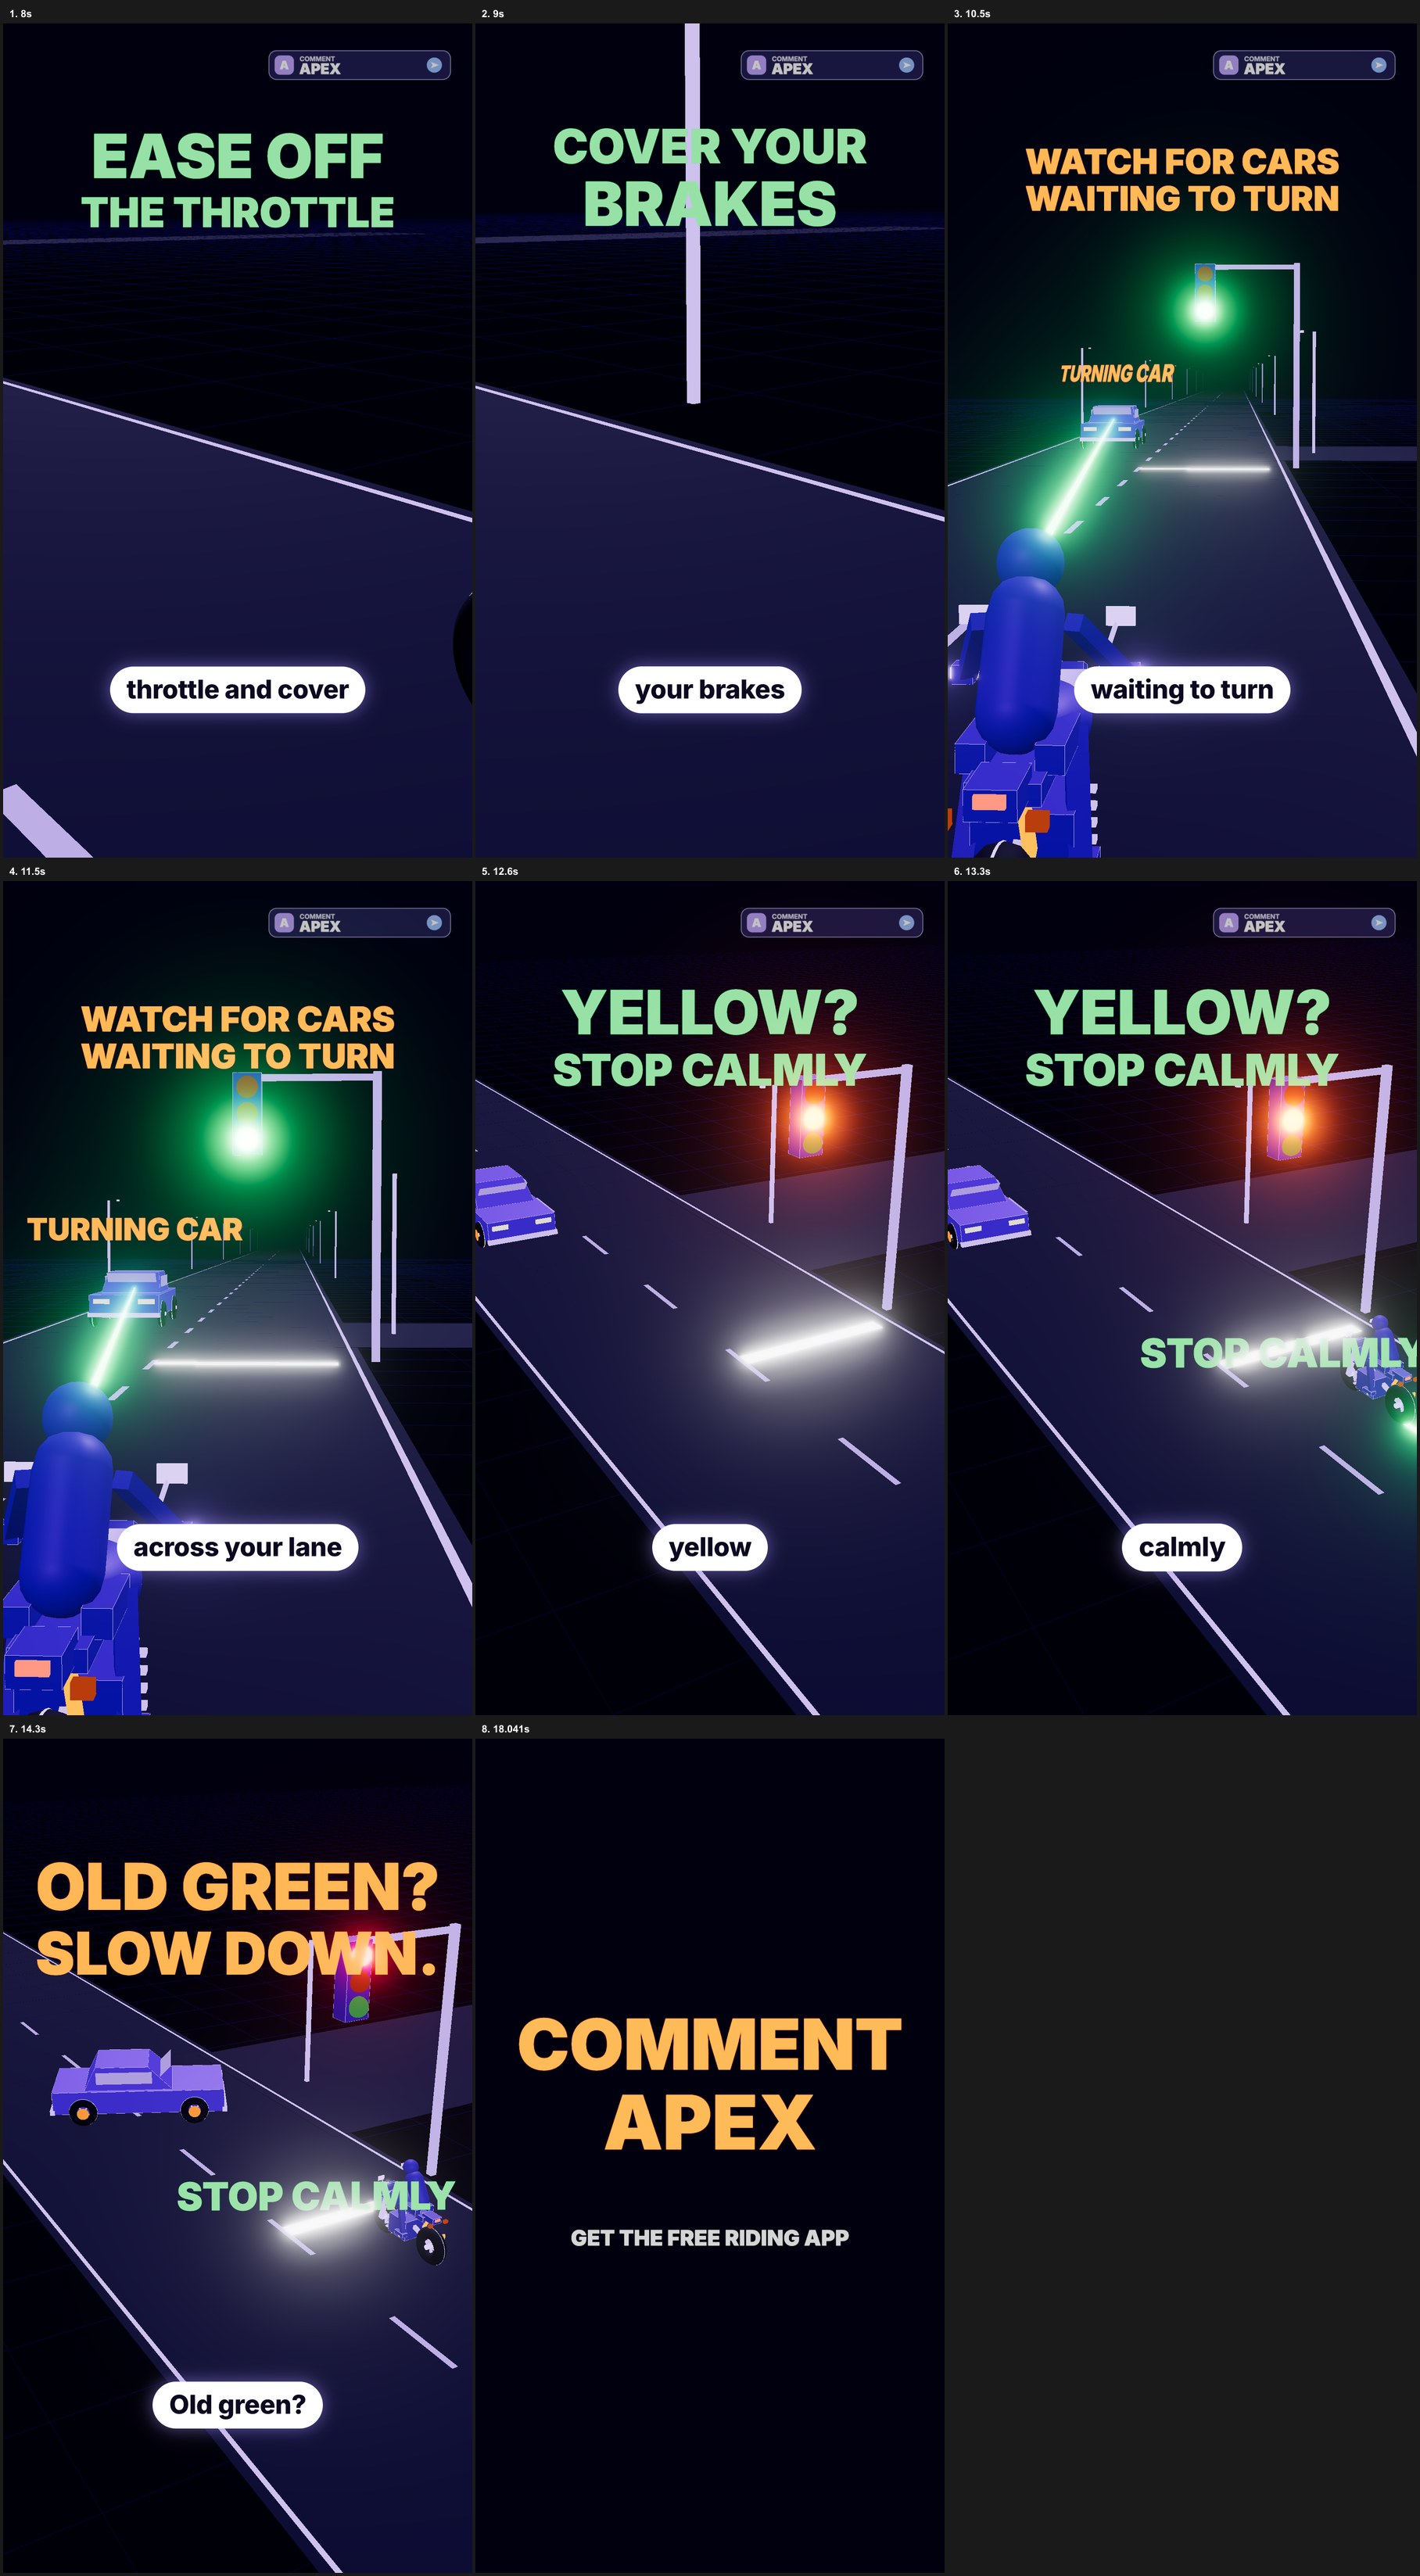 1. 8s
A
COMMENT
APEX
EASE OFF
THE THROTTLE
throttle and cover
2. 9s
A
COMMENT
APEX
COVER YOUR
BRAKES
your brakes
3. 10.5s
A
COMMENT
APEX
WATCH FOR CARS
WAITING TO TURN
TURNING CAR
waiting to turn
4. 11.5s
A
COMMENT
APEX
WATCH FOR CARS
WAITING TO TURN
TURNING CAR
across your lane
5. 12.6s
A
COMMENT
APEX
YELLOW?
STOP CALMLY
yellow
6. 13.3s
A
COMMENT
APEX
YELLOW?
STOP CALMLY
STOP CALMLY
calmly
7. 14.3s
OLD GREEN?
SLOW DOWN.
STOP CALMLY
Old green?
8. 18.041s
COMMENT
APEX
GET THE FREE RIDING APP